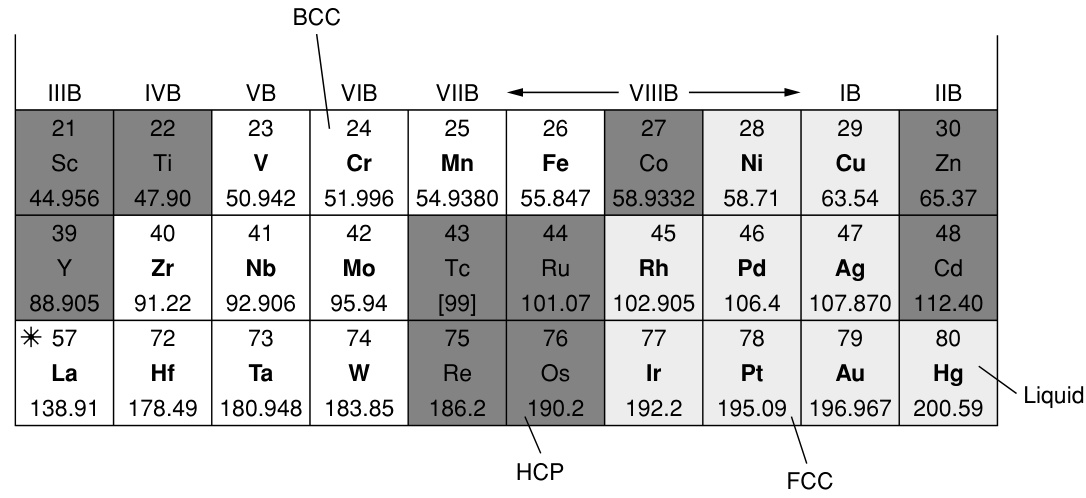 BCC
IIIB IVB VB VIB VIIB VIIIB IB IIB
21 22 23 24 25 26 27 28 29 30
Sc Ti V Cr Mn Fe Co Ni Cu Zn
44.956 47.90 50.942 51.996 54.9380 55.847 58.9332 58.71 63.54 65.37
39 40 41 42 43 44 45 46 47 48
Y Zr Nb Mo Tc Ru Rh Pd Ag Cd
88.905 91.22 92.906 95.94 [99] 101.07 102.905 106.4 107.870 112.40
* 57 72 73 74 75 76 77 78 79 80
La Hf Ta W Re Os Ir Pt Au Hg
138.91 178.49 180.948 183.85 186.2 190.2 192.2 195.09 196.967 200.59
Liquid
HCP
FCC